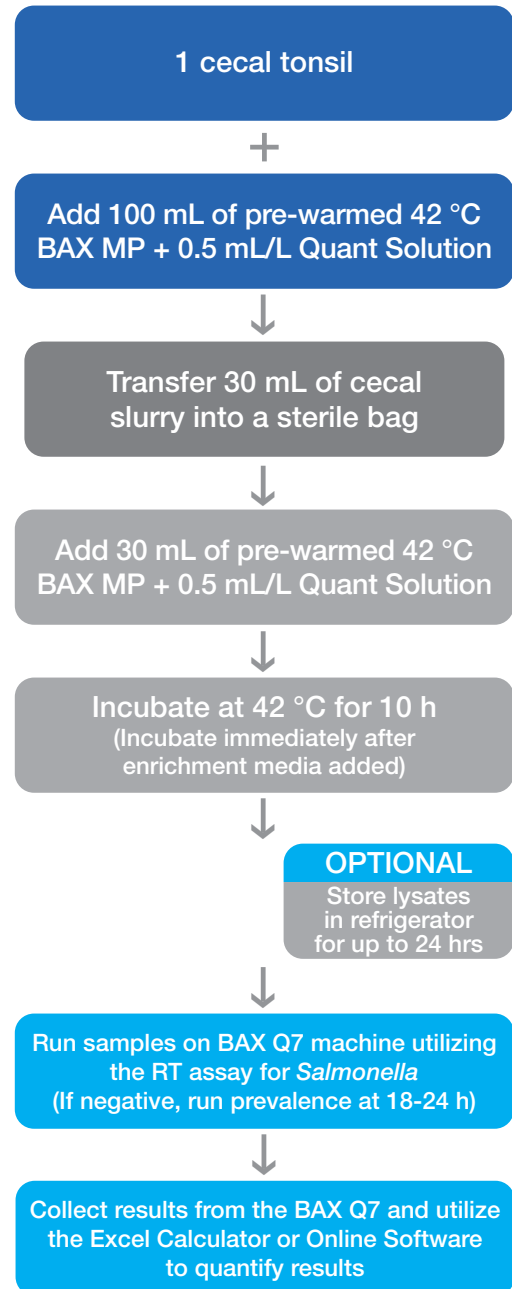 1 cecal tonsil
+
Add 100 mL of pre-warmed 42 °C
BAX MP + 0.5 mL/L Quant Solution
Transfer 30 mL of cecal
slurry into a sterile bag
Add 30 mL of pre-warmed 42 °C
BAX MP + 0.5 mL/L Quant Solution
Incubate at 42 °C for 10 h
(Incubate immediately after
enrichment media added)
OPTIONAL
Store lysates
in refrigerator
for up to 24 hrs
Run samples on BAX Q7 machine utilizing
the RT assay for Salmonella
(If negative, run prevalence at 18-24 h)
Collect results from the BAX Q7 and utilize
the Excel Calculator or Online Software
to quantify results